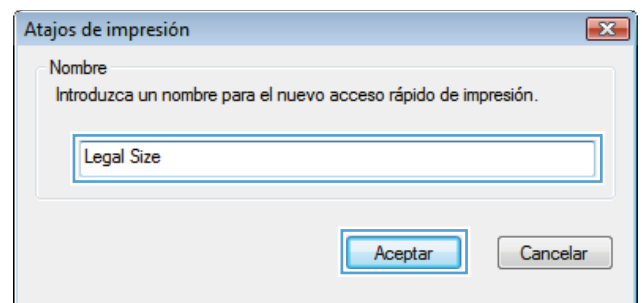 Atajos de impresión
Nombre
Introduzca un nombre para el nuevo acceso rápido de impresión.
Legal Size
Aceptar Cancelar